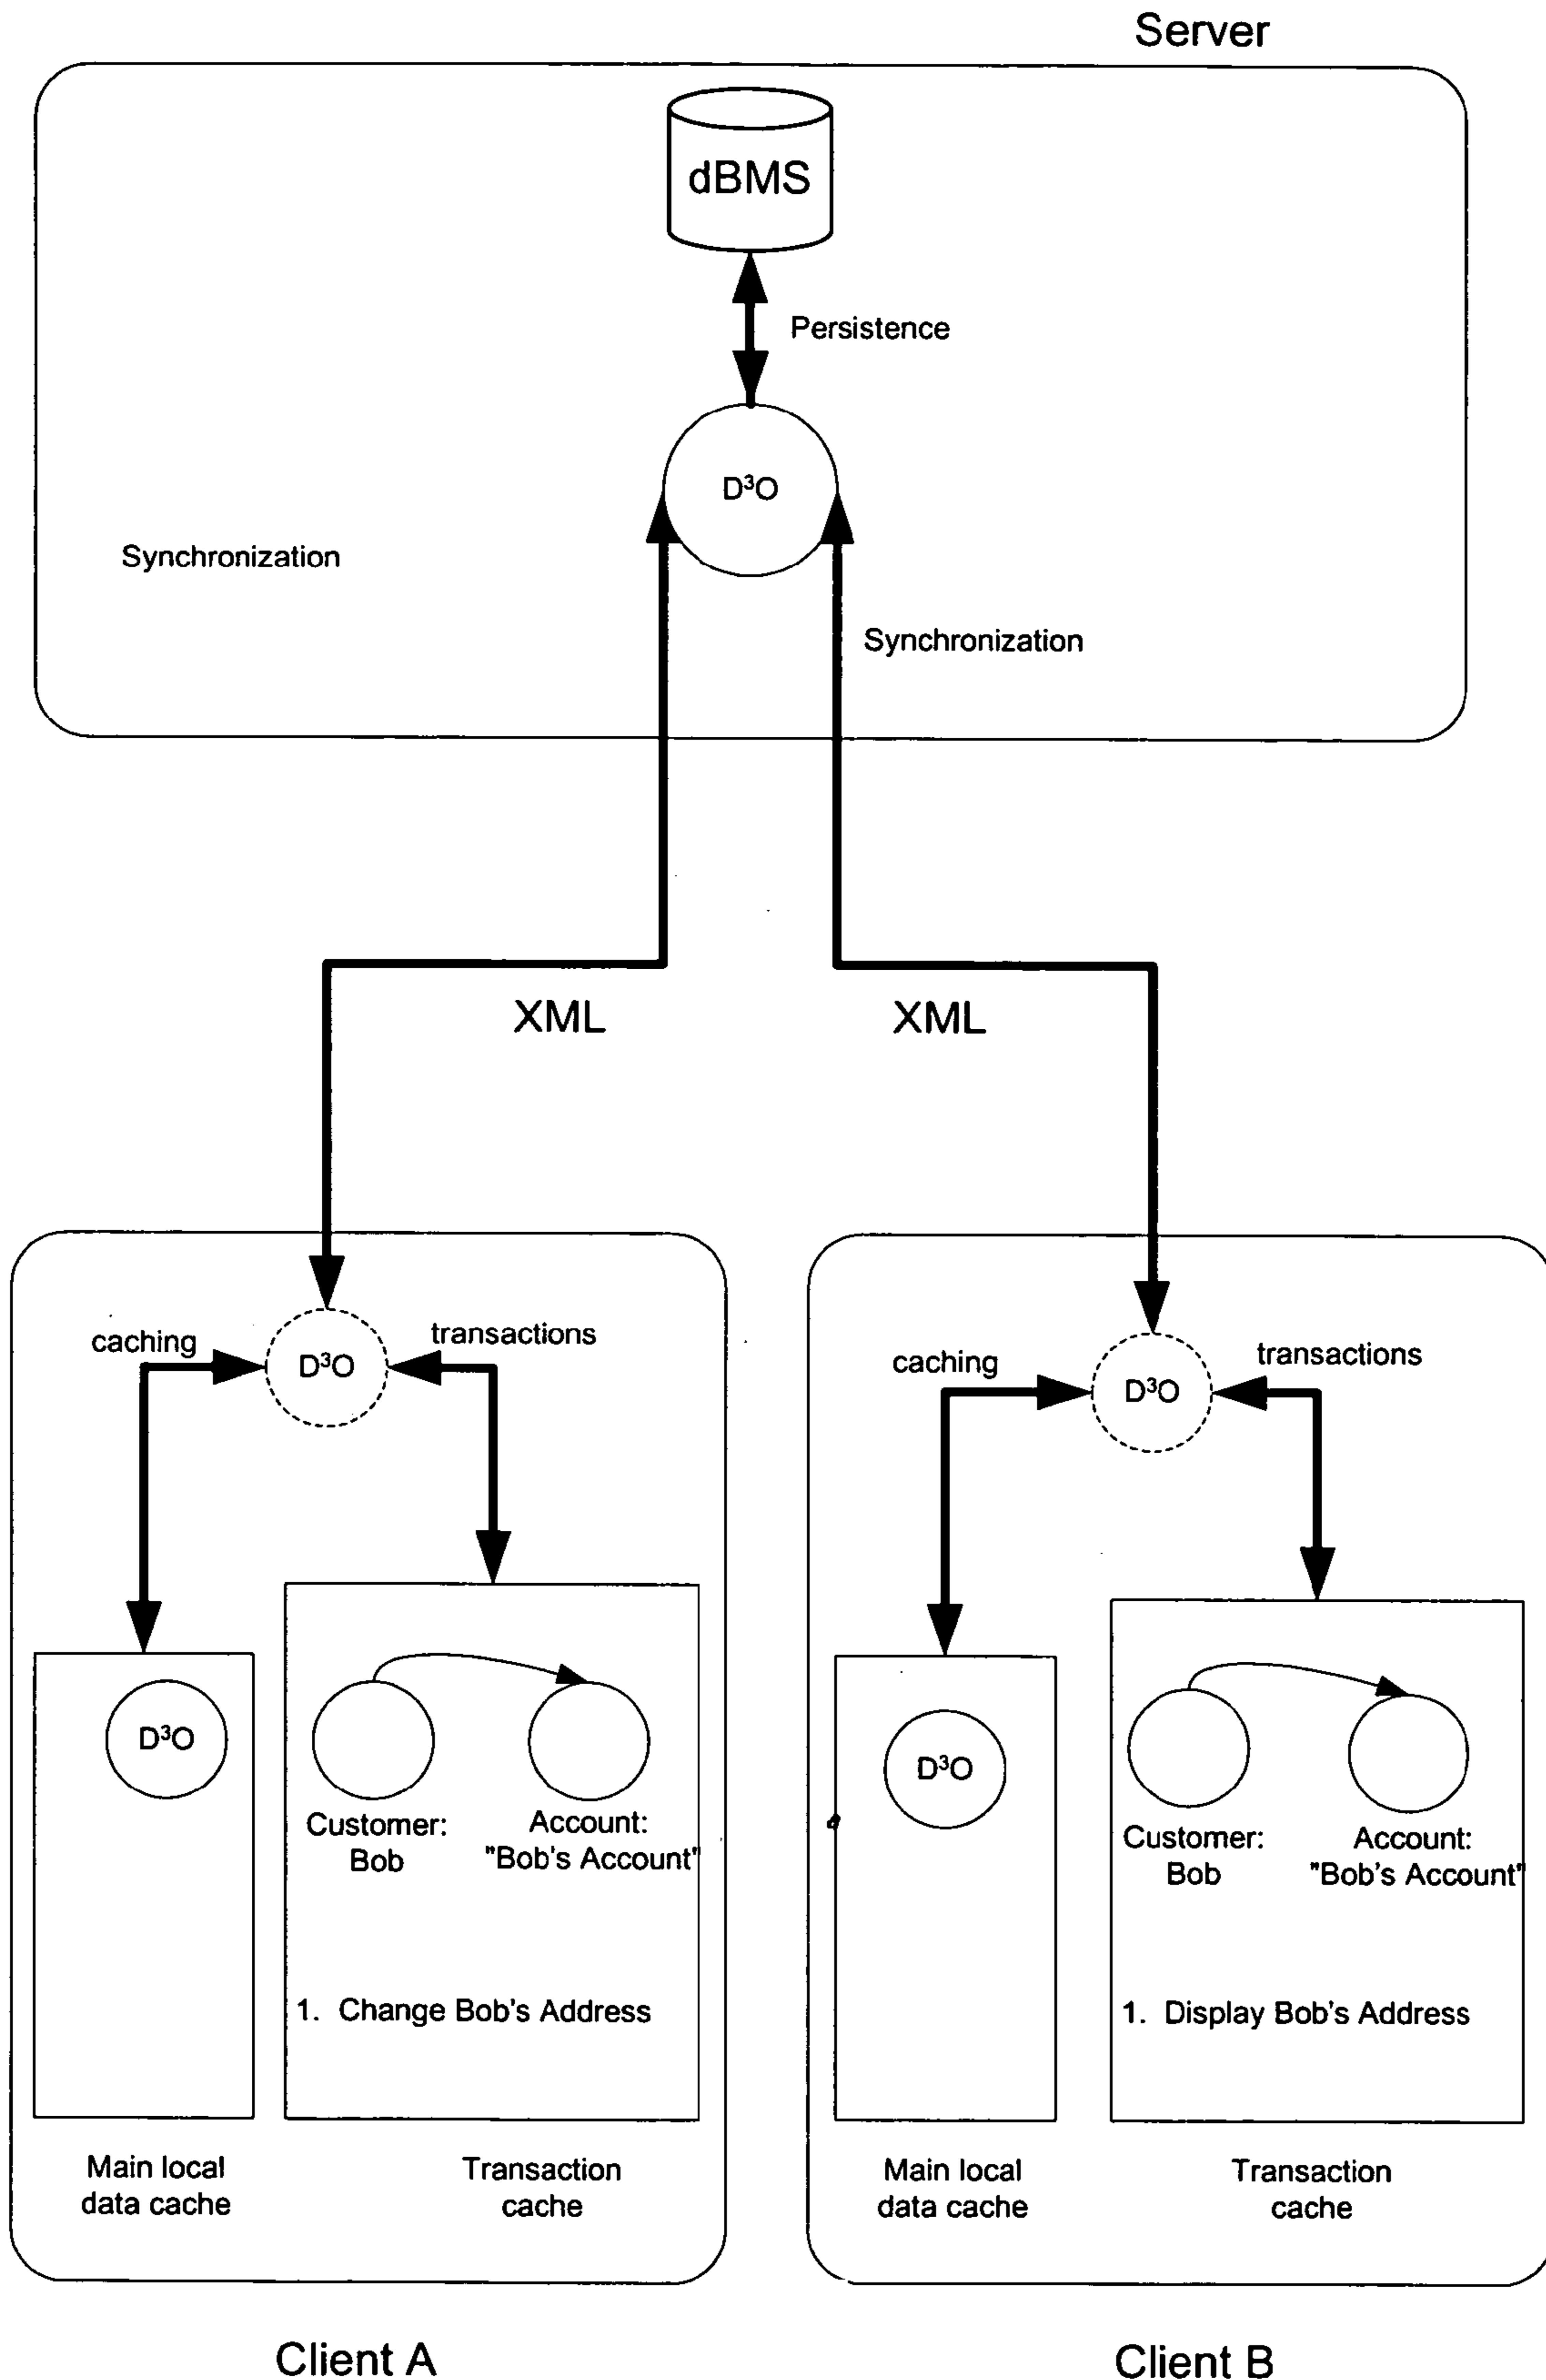 Server
dBMS
Persistence
D³O
Synchronization
Synchronization
XML
XML
caching
D³O
transactions
D³O
Customer:
Bob
Account:
"Bob's Account"
1. Change Bob's Address
Main local
data cache
Transaction
cache
Client A
caching
D³O
transactions
D³O
Customer:
Bob
Account:
"Bob's Account"
1. Display Bob's Address
Main local
data cache
Transaction
cache
Client B